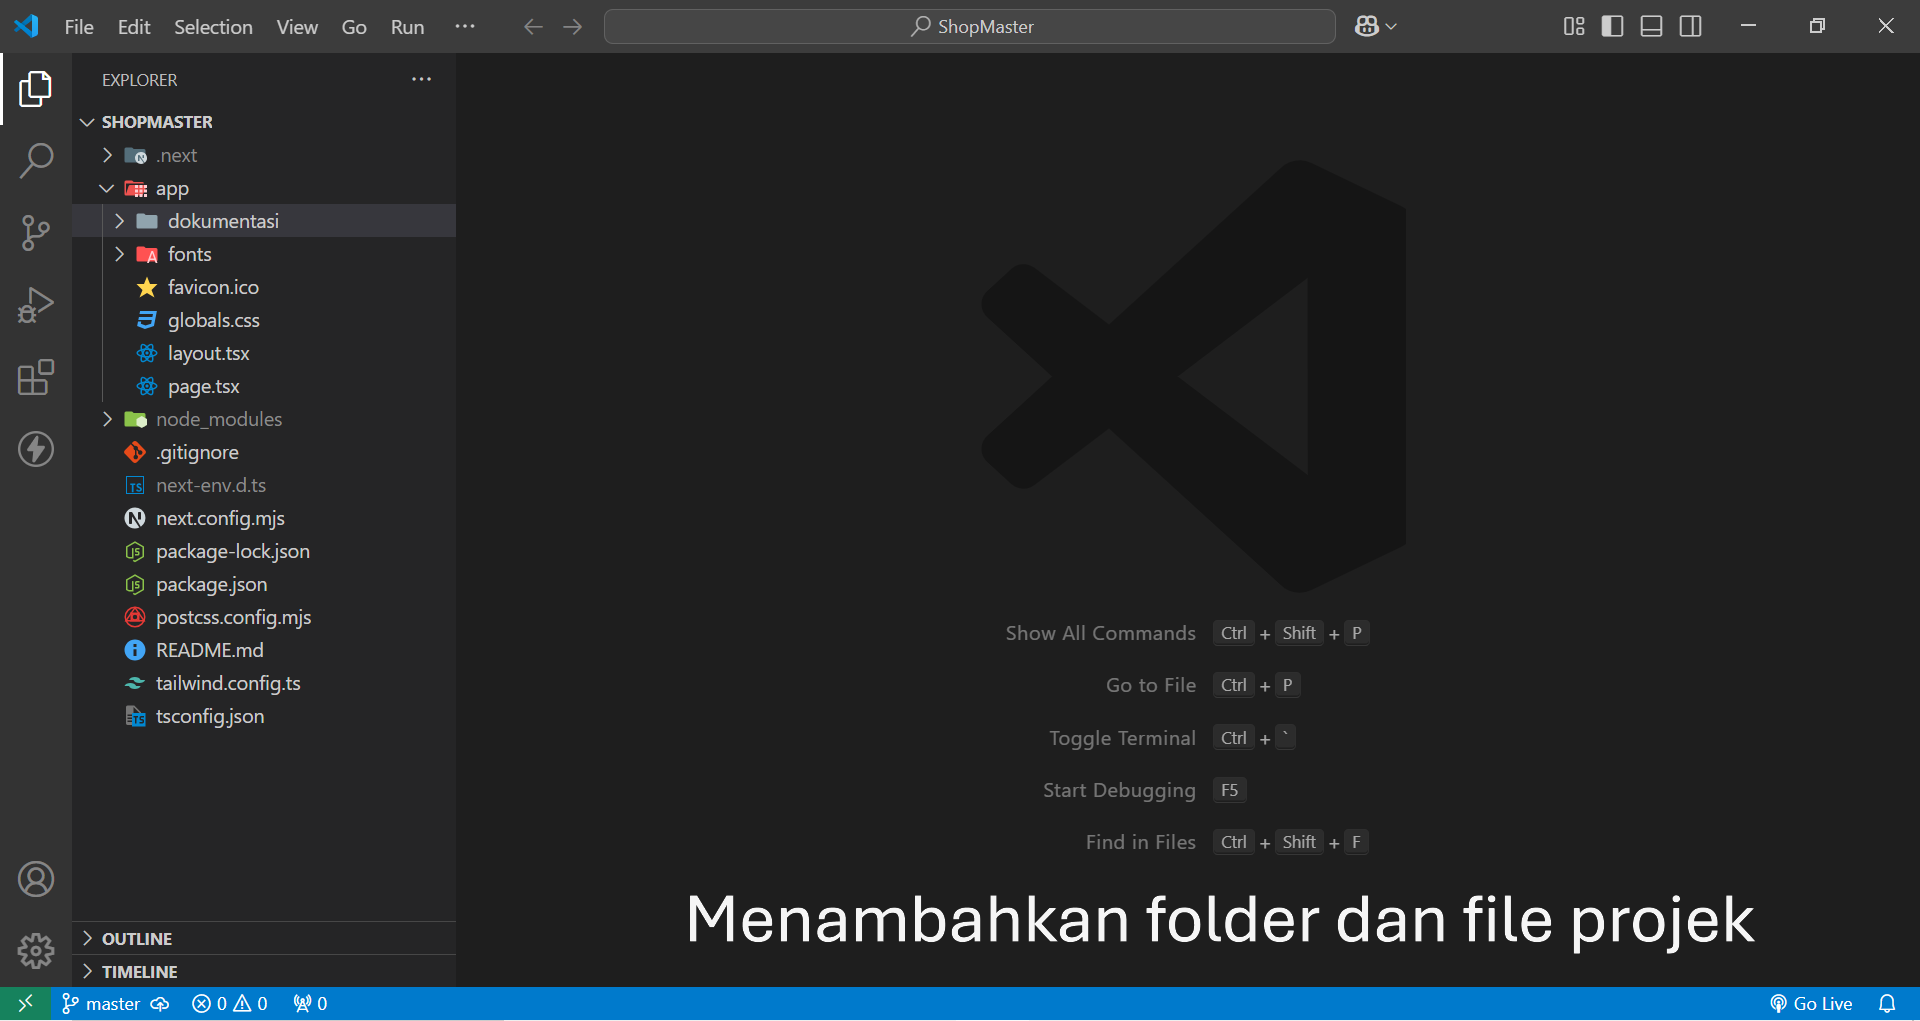 File Edit Selection View Go Run
ShopMaster
EXPLORER
SHOPMASTER
.next
app
dokumentasi
fonts
favicon.ico
globals.css
layout.tsx
page.tsx
node_modules
.gitignore
next-env.d.ts
next.config.mjs
package-lock.json
package.json
postcss.config.mjs
README.md
tailwind.config.ts
tsconfig.json
OUTLINE
TIMELINE
Show All Commands Ctrl + Shift + P
Go to File Ctrl + P
Toggle Terminal Ctrl + `
Start Debugging F5
Find in Files Ctrl + Shift + F
Menambahkan folder dan file projek
master 0 0 0 Go Live